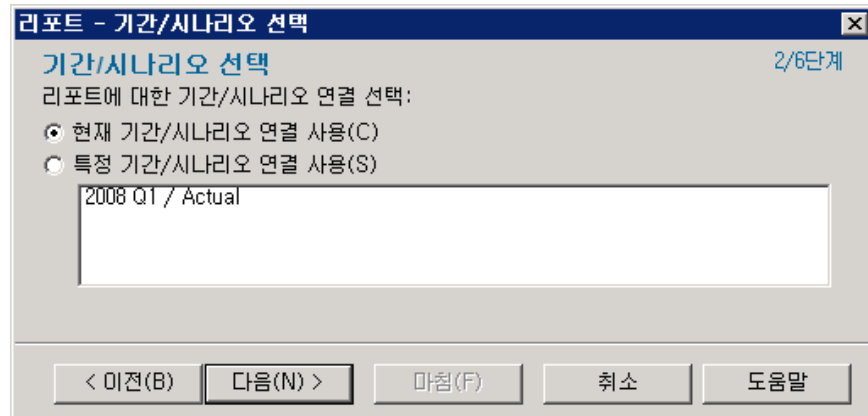 리포트 - 기간/시나리오 선택
기간/시나리오 선택
2/6단계
리포트에 대한 기간/시나리오 연결 선택:
현재 기간/시나리오 연결 사용(C)
특정 기간/시나리오 연결 사용(S)
2008 Q1 / Actual
< 이전(B) 다음(N) > 마침(F) 취소 도움말